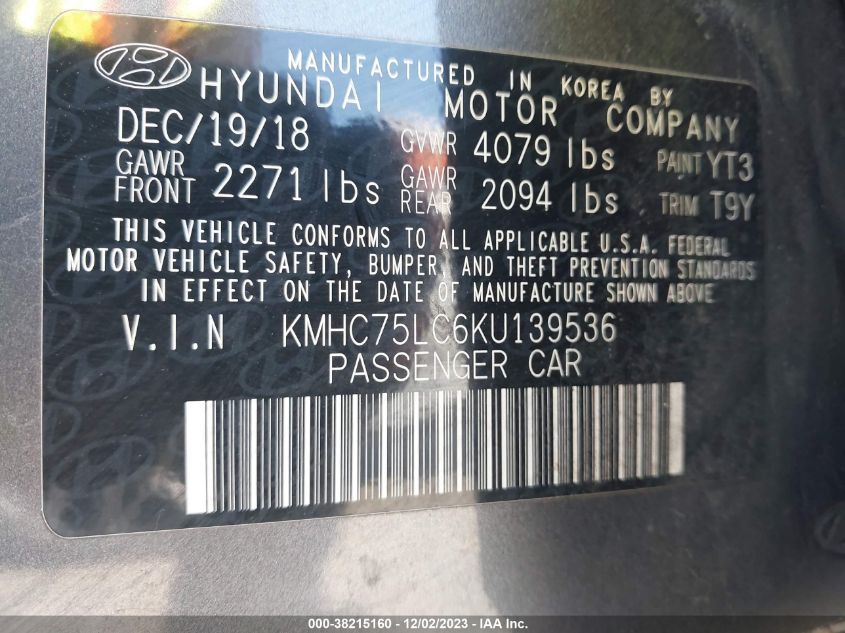 MANUFACTURED IN KOREA BY
HYUNDAI MOTOR COMPANY
DEC/19/18 GVWR 4079 lbs PAINT YT3
GAWR FRONT 2271 lbs GAWR REAR 2094 lbs TRIM T9Y
THIS VEHICLE CONFORMS TO ALL APPLICABLE U.S.A. FEDERAL
MOTOR VEHICLE SAFETY, BUMPER, AND THEFT PREVENTION STANDARDS
IN EFFECT ON THE DATE OF MANUFACTURE SHOWN ABOVE
V.I.N KMHC75LC6KU139536
PASSENGER CAR
000-38215160 - 12/02/2023 - IAA Inc.